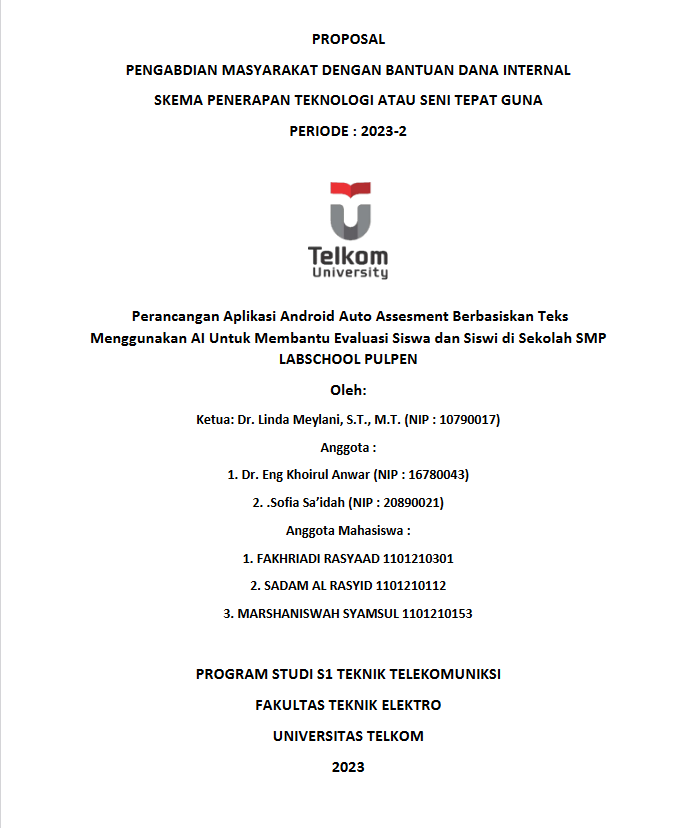 PROPOSAL
PENGABDIAN MASYARAKAT DENGAN BANTUAN DANA INTERNAL
SKEMA PENERAPAN TEKNOLOGI ATAU SENI TEPAT GUNA
PERIODE : 2023-2
Telkom
University
Perancangan Aplikasi Android Auto Assesment Berbasiskan Teks
Menggunakan AI Untuk Membantu Evaluasi Siswa dan Siswi di Sekolah SMP
LABSCHOOL PULPEN
Oleh:
Ketua: Dr. Linda Meylani, S.T., M.T. (NIP : 10790017)
Anggota :
1. Dr. Eng Khoirul Anwar (NIP : 16780043)
2. .Sofia Sa’idah (NIP : 20890021)
Anggota Mahasiswa :
1. FAKHRIADI RASYAAD 1101210301
2. SADAM AL RASYID 1101210112
3. MARSHANISWAH SYAMSUL 1101210153
PROGRAM STUDI S1 TEKNIK TELEKOMUNIKSI
FAKULTAS TEKNIK ELEKTRO
UNIVERSITAS TELKOM
2023